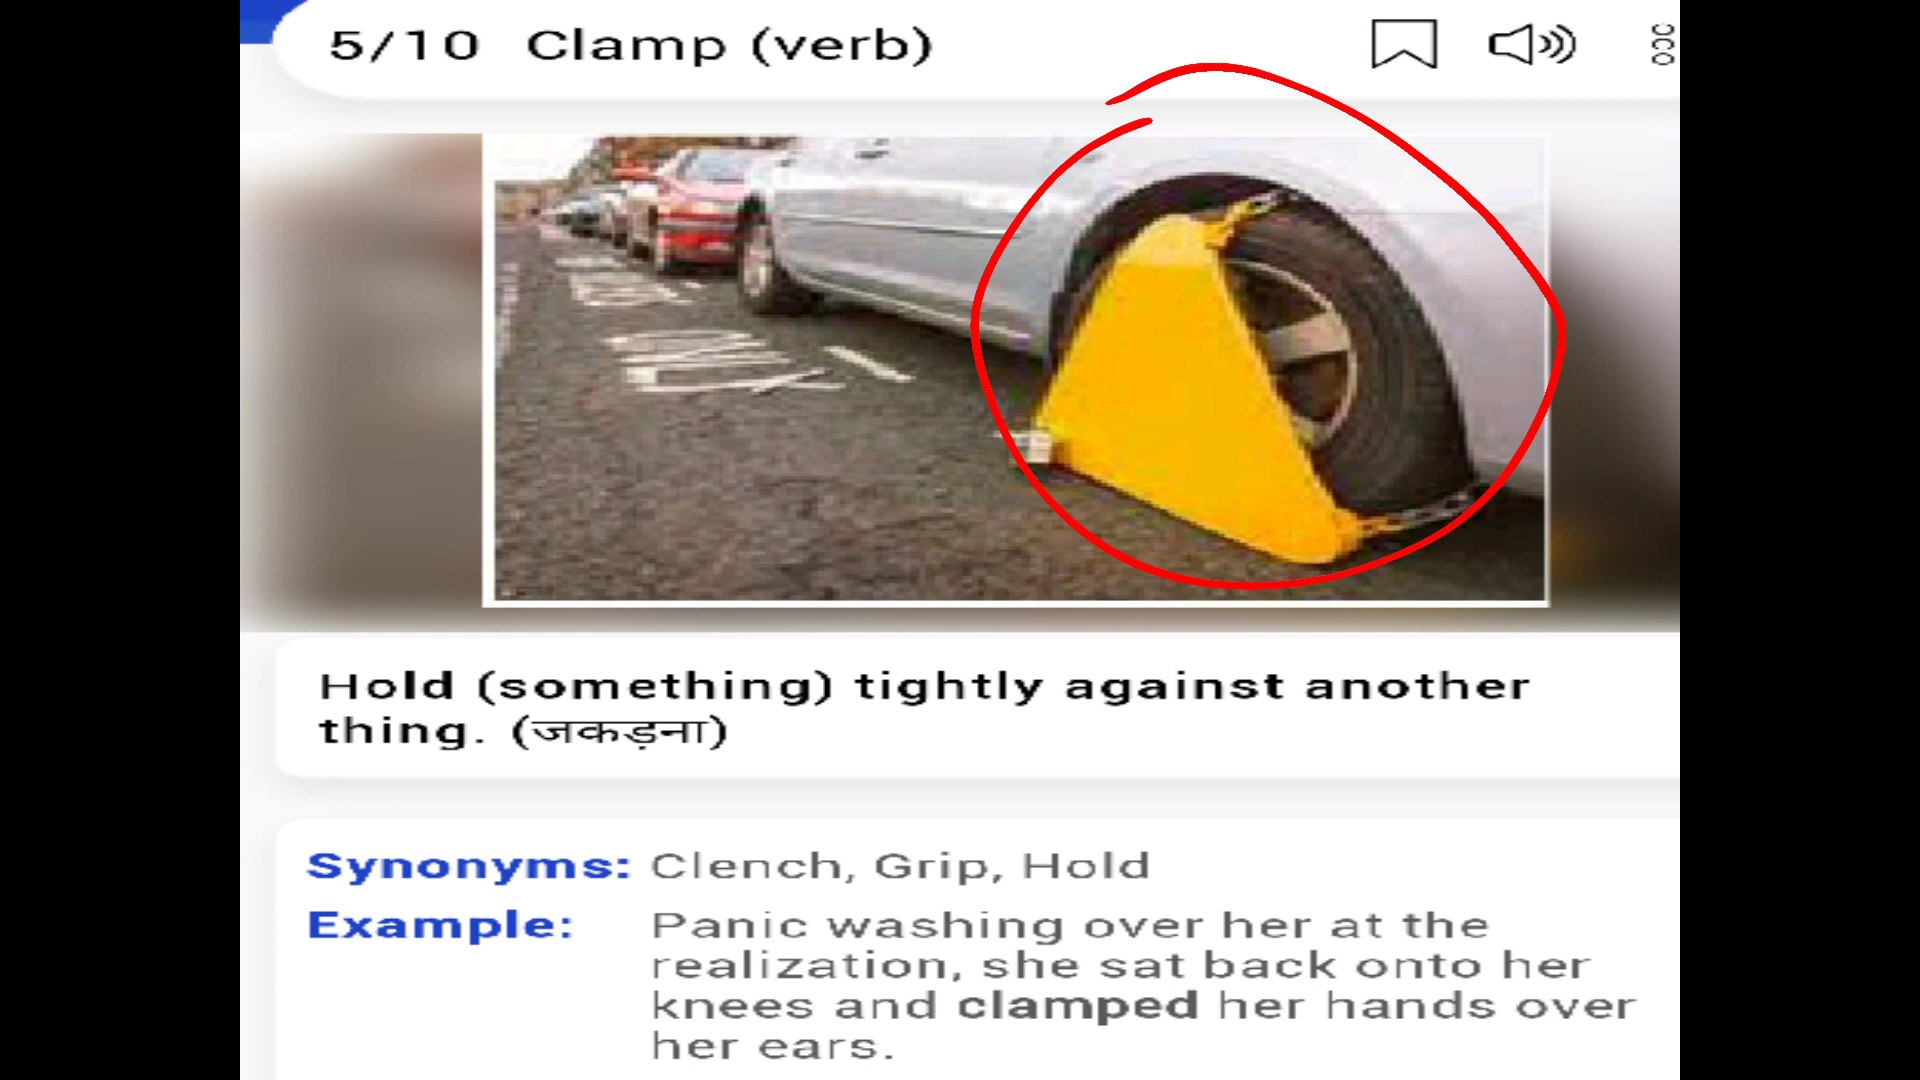 5/10 Clamp (verb)
Hold (something) tightly against another
thing. (जकड़ना)
Synonyms: Clench, Grip, Hold
Example: Panic washing over her at the
realization, she sat back onto her
knees and clamped her hands over
her ears.